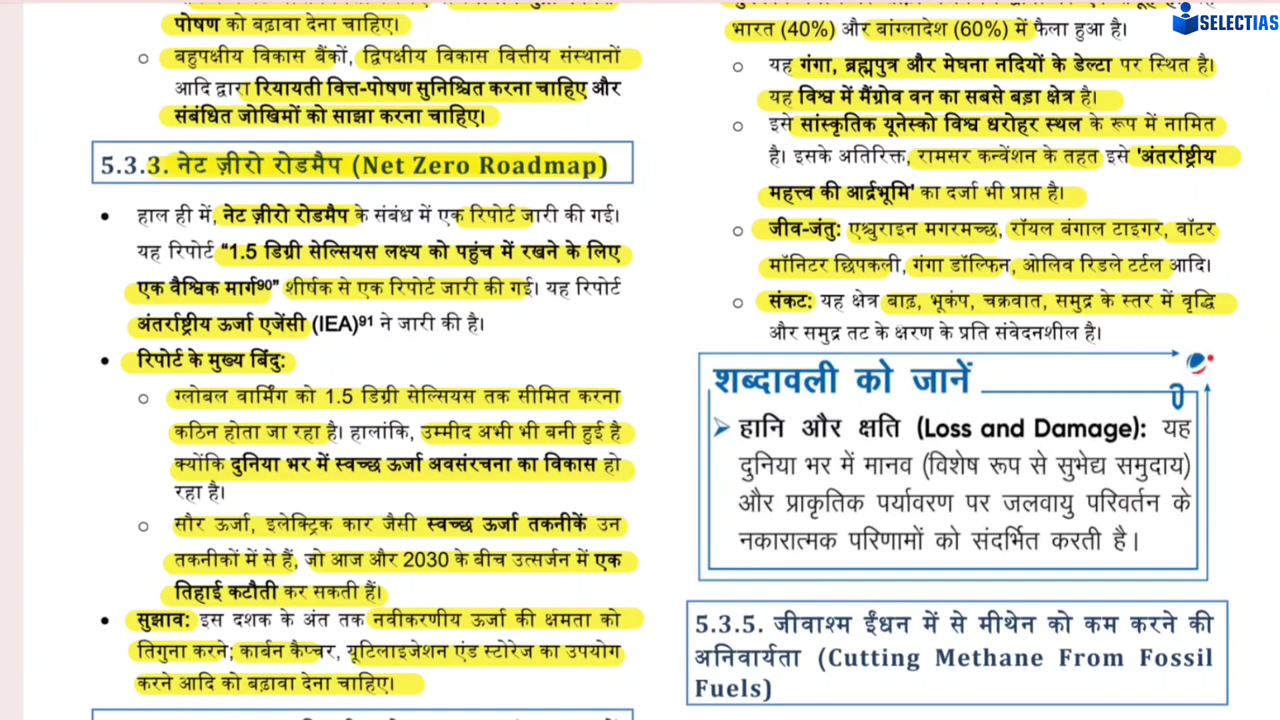 पोषण को बढ़ावा देना चाहिए।
○ बहुपक्षीय विकास बैंकों, द्विपक्षीय विकास वित्तीय संस्थानों
आदि द्वारा रियायती वित्त-पोषण सुनिश्चित करना चाहिए और
संबंधित जोखिमों को साझा करना चाहिए।
5.3.3. नेट ज़ीरो रोडमैप (Net Zero Roadmap)
• हाल ही में, नेट ज़ीरो रोडमैप के संबंध में एक रिपोर्ट जारी की गई।
यह रिपोर्ट "1.5 डिग्री सेल्सियस लक्ष्य को पहुंच में रखने के लिए
एक वैश्विक मार्ग90" शीर्षक से एक रिपोर्ट जारी की गई। यह रिपोर्ट
अंतर्राष्ट्रीय ऊर्जा एजेंसी (IEA)91 ने जारी की है।
• रिपोर्ट के मुख्य बिंदु:
○ ग्लोबल वार्मिंग को 1.5 डिग्री सेल्सियस तक सीमित करना
कठिन होता जा रहा है। हालांकि, उम्मीद अभी भी बनी हुई है
क्योंकि दुनिया भर में स्वच्छ ऊर्जा अवसंरचना का विकास हो
रहा है।
○ सौर ऊर्जा, इलेक्ट्रिक कार जैसी स्वच्छ ऊर्जा तकनीकें उन
तकनीकों में से हैं, जो आज और 2030 के बीच उत्सर्जन में एक
तिहाई कटौती कर सकती हैं।
• सुझाव: इस दशक के अंत तक नवीकरणीय ऊर्जा की क्षमता को
तिगुना करने; कार्बन कैप्चर, यूटिलाइजेशन एंड स्टोरेज का उपयोग
करने आदि को बढ़ावा देना चाहिए।
SELECTIAS
भारत (40%) और बांग्लादेश (60%) में फैला हुआ है।
○ यह गंगा, ब्रह्मपुत्र और मेघना नदियों के डेल्टा पर स्थित है।
यह विश्व में मैंग्रोव वन का सबसे बड़ा क्षेत्र है।
○ इसे सांस्कृतिक यूनेस्को विश्व धरोहर स्थल के रूप में नामित
है। इसके अतिरिक्त, रामसर कन्वेंशन के तहत इसे 'अंतर्राष्ट्रीय
महत्त्व की आर्द्रभूमि' का दर्जा भी प्राप्त है।
○ जीव-जंतु: एश्चुराइन मगरमच्छ, रॉयल बंगाल टाइगर, वॉटर
मॉनिटर छिपकली, गंगा डॉल्फिन, ओलिव रिडले टर्टल आदि।
○ संकट: यह क्षेत्र बाढ़, भूकंप, चक्रवात, समुद्र के स्तर में वृद्धि
और समुद्र तट के क्षरण के प्रति संवेदनशील है।
शब्दावली को जानें
➤ हानि और क्षति (Loss and Damage): यह
दुनिया भर में मानव (विशेष रूप से सुभेद्य समुदाय)
और प्राकृतिक पर्यावरण पर जलवायु परिवर्तन के
नकारात्मक परिणामों को संदर्भित करती है।
5.3.5. जीवाश्म ईंधन में से मीथेन को कम करने की
अनिवार्यता (Cutting Methane From Fossil
Fuels)